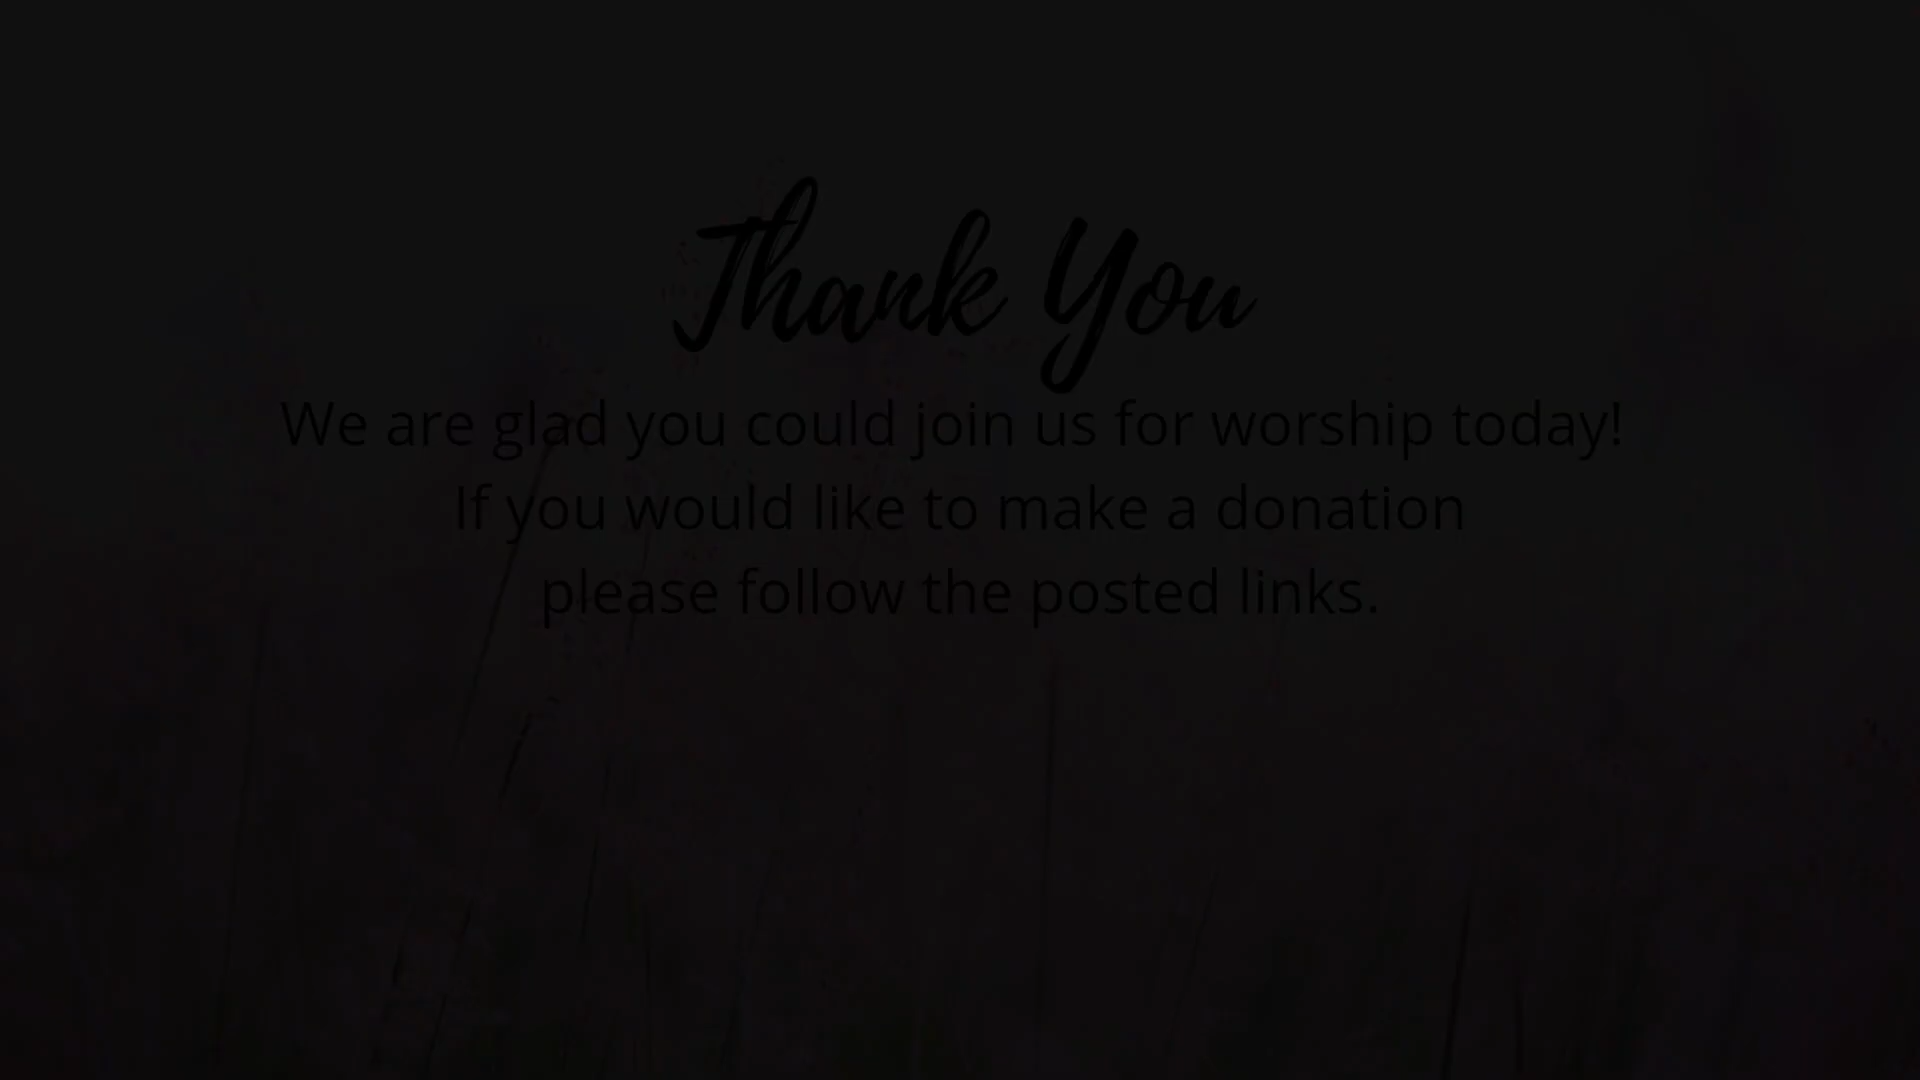 Thank You
We are glad you could join us for worship today!
If you would like to make a donation
please follow the posted links.